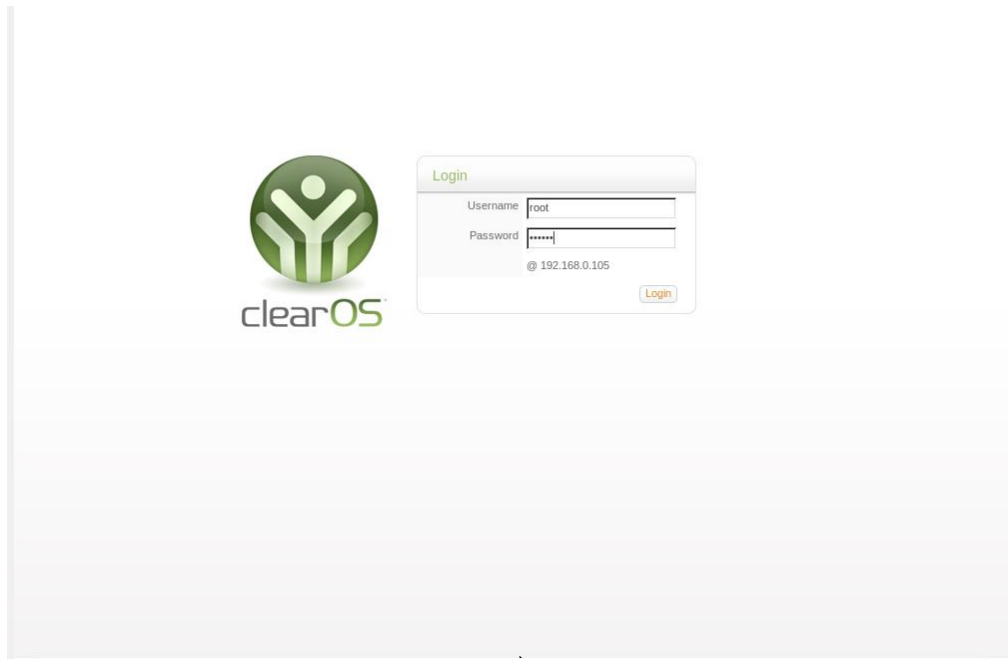 Login
Username root
Password ••••••
@ 192.168.0.105
Login
clearOS